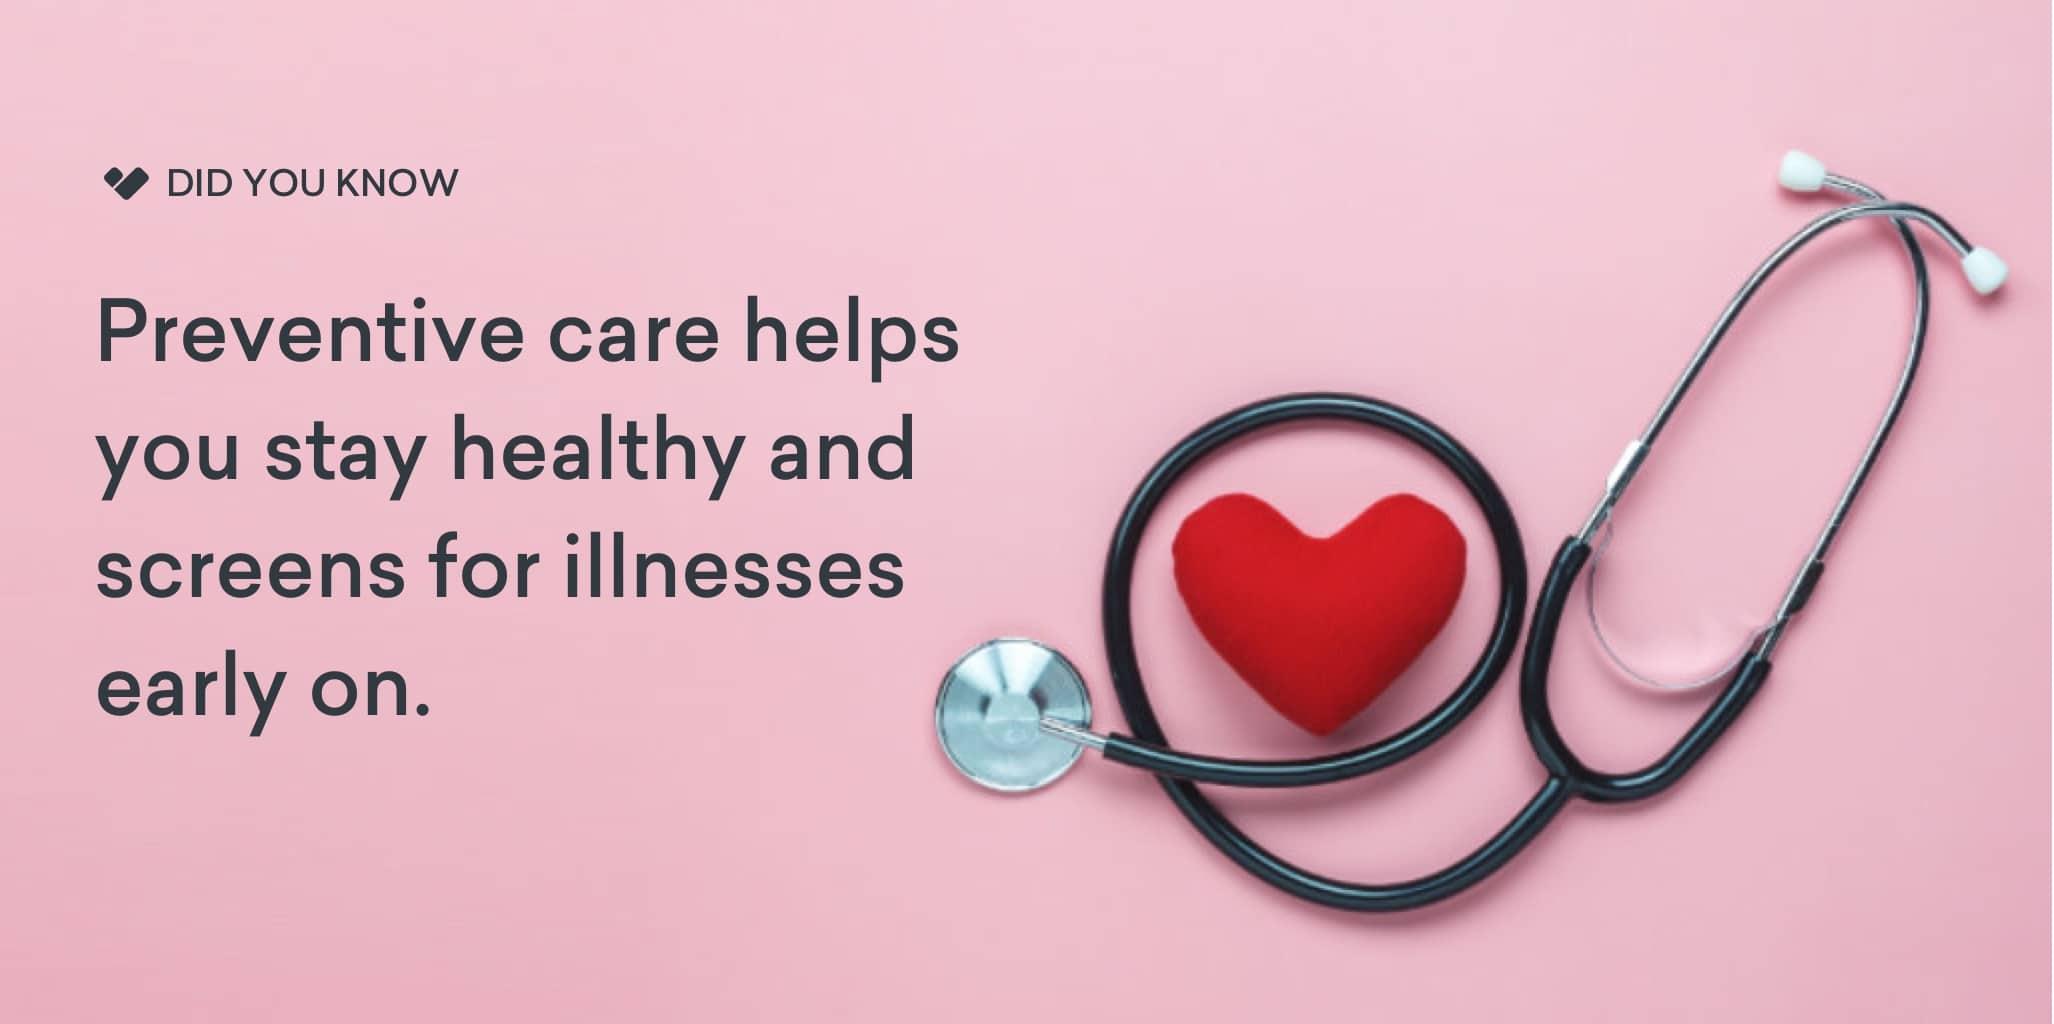 DID YOU KNOW
Preventive care helps
you stay healthy and
screens for illnesses
early on.